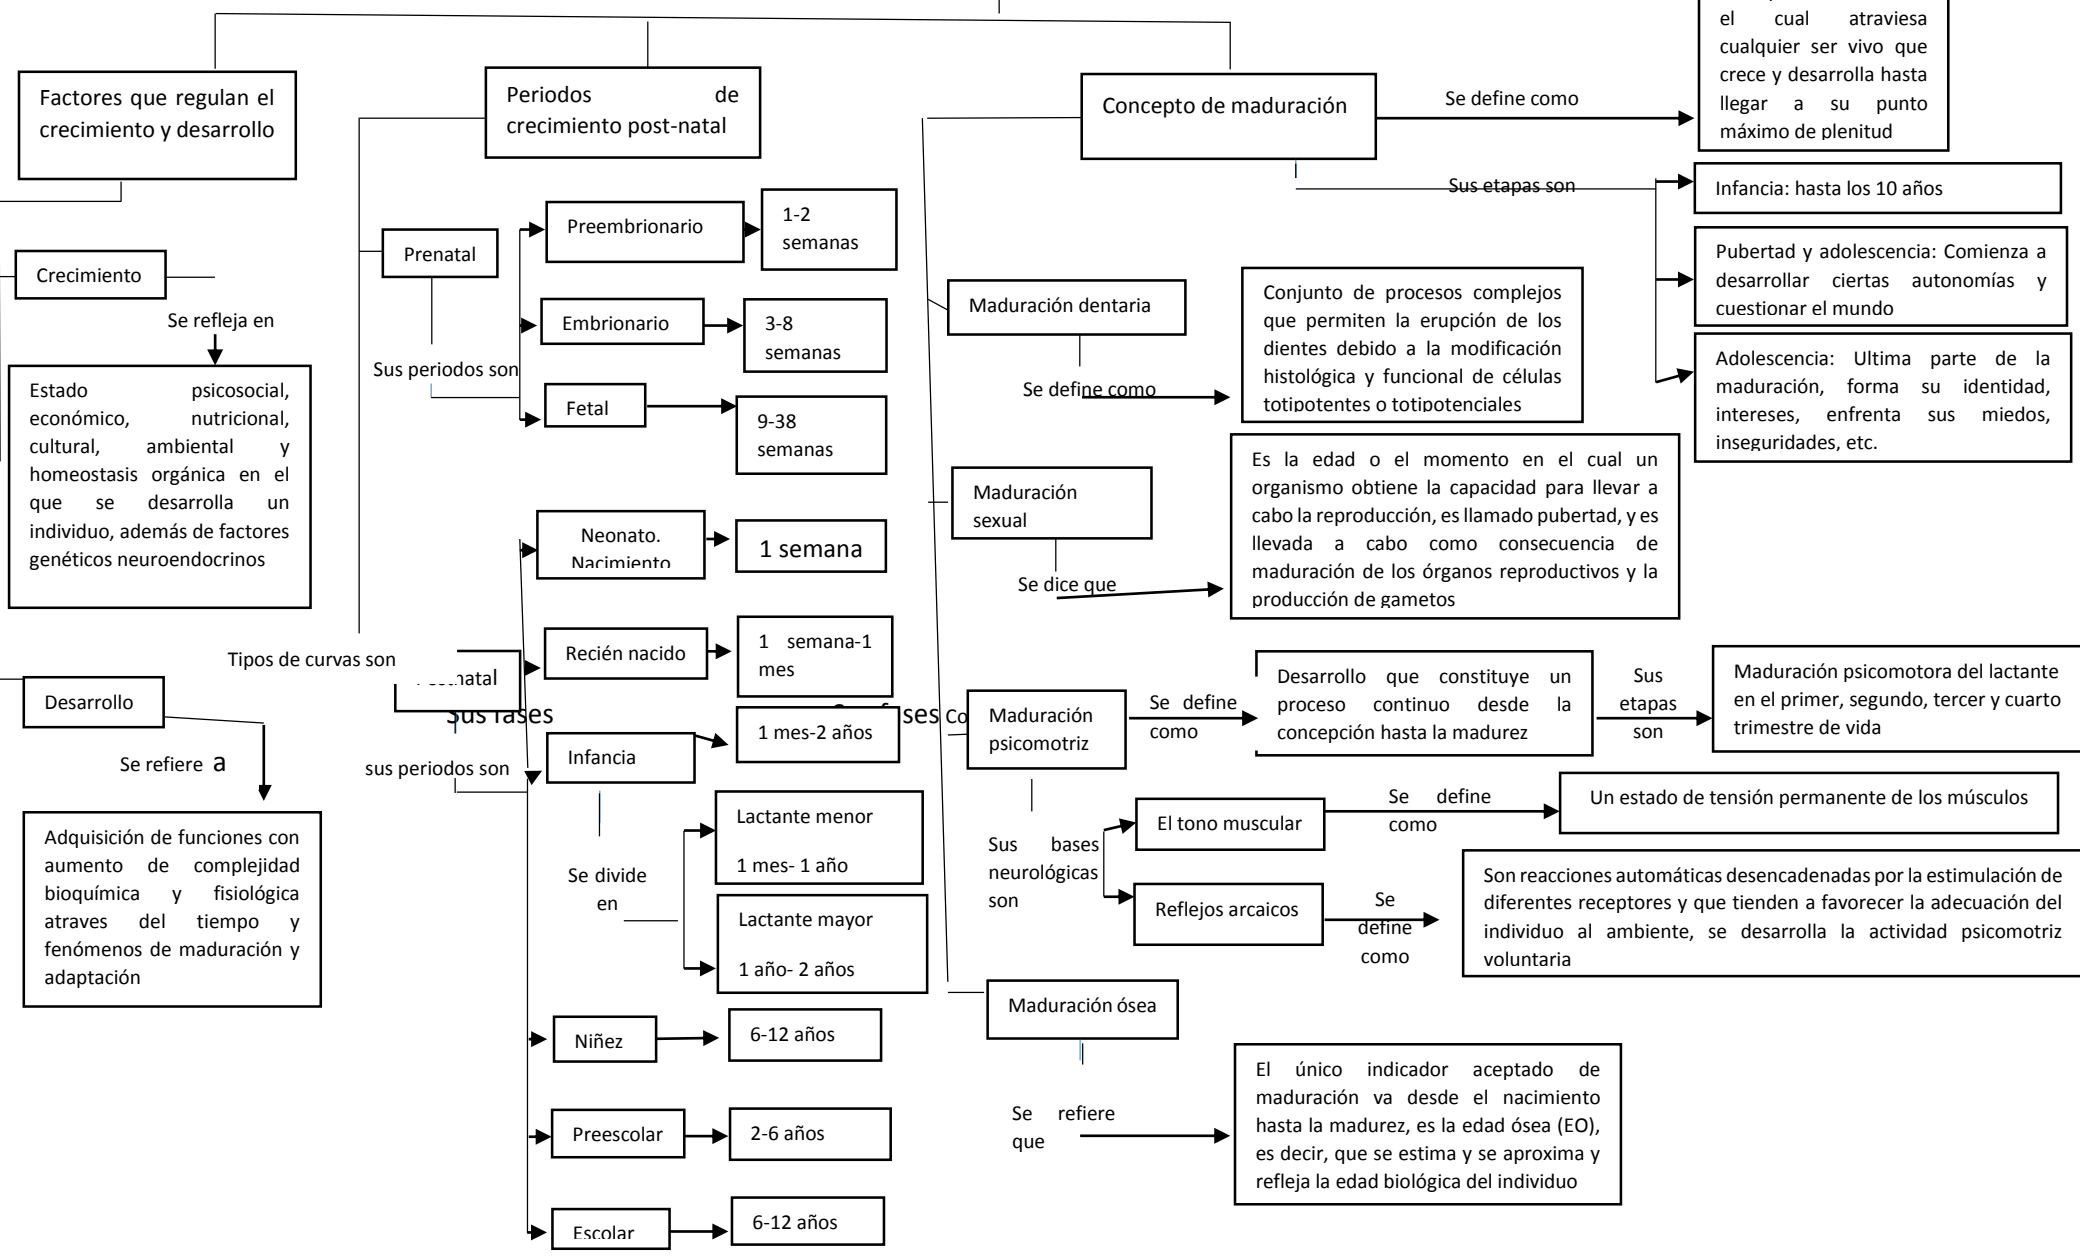 el cual atraviesa
cualquier ser vivo que
crece y desarrolla hasta
llegar a su punto
máximo de plenitud
Factores que regulan el
crecimiento y desarrollo
Periodos de
crecimiento post-natal
Concepto de maduración
Se define como
Sus etapas son
Infancia: hasta los 10 años
Pubertad y adolescencia: Comienza a
desarrollar ciertas autonomías y
cuestionar el mundo
Adolescencia: Ultima parte de la
maduración, forma su identidad,
intereses, enfrenta sus miedos,
inseguridades, etc.
Crecimiento
Se refleja en
Estado psicosocial,
económico, nutricional,
cultural, ambiental y
homeostasis orgánica en el
que se desarrolla un
individuo, además de factores
genéticos neuroendocrinos
Tipos de curvas son
Desarrollo
Se refiere a
Adquisición de funciones con
aumento de complejidad
bioquímica y fisiológica
atraves del tiempo y
fenómenos de maduración y
adaptación
Prenatal
Sus periodos son
Preembrionario
1-2
semanas
Embrionario
3-8
semanas
Fetal
9-38
semanas
Neonato.
Nacimiento
1 semana
Recién nacido
1 semana-1
mes
Sus fases
sus periodos son
Infancia
1 mes-2 años
Se divide
en
Lactante menor
1 mes- 1 año
Lactante mayor
1 año- 2 años
Niñez
6-12 años
Preescolar
2-6 años
Escolar
6-12 años
Maduración dentaria
Se define como
Conjunto de procesos complejos
que permiten la erupción de los
dientes debido a la modificación
histológica y funcional de células
totipotentes o totipotenciales
Maduración
sexual
Se dice que
Es la edad o el momento en el cual un
organismo obtiene la capacidad para llevar a
cabo la reproducción, es llamado pubertad, y es
llevada a cabo como consecuencia de
maduración de los órganos reproductivos y la
producción de gametos
Maduración
psicomotriz
Se define
como
Desarrollo que constituye un
proceso continuo desde la
concepción hasta la madurez
Sus
etapas
son
Maduración psicomotora del lactante
en el primer, segundo, tercer y cuarto
trimestre de vida
Sus bases
neurológicas
son
El tono muscular
Se define
como
Un estado de tensión permanente de los músculos
Reflejos arcaicos
Se
define
como
Son reacciones automáticas desencadenadas por la estimulación de
diferentes receptores y que tienden a favorecer la adecuación del
individuo al ambiente, se desarrolla la actividad psicomotriz
voluntaria
Maduración ósea
Se refiere
que
El único indicador aceptado de
maduración va desde el nacimiento
hasta la madurez, es la edad ósea (EO),
es decir, que se estima y se aproxima y
refleja la edad biológica del individuo